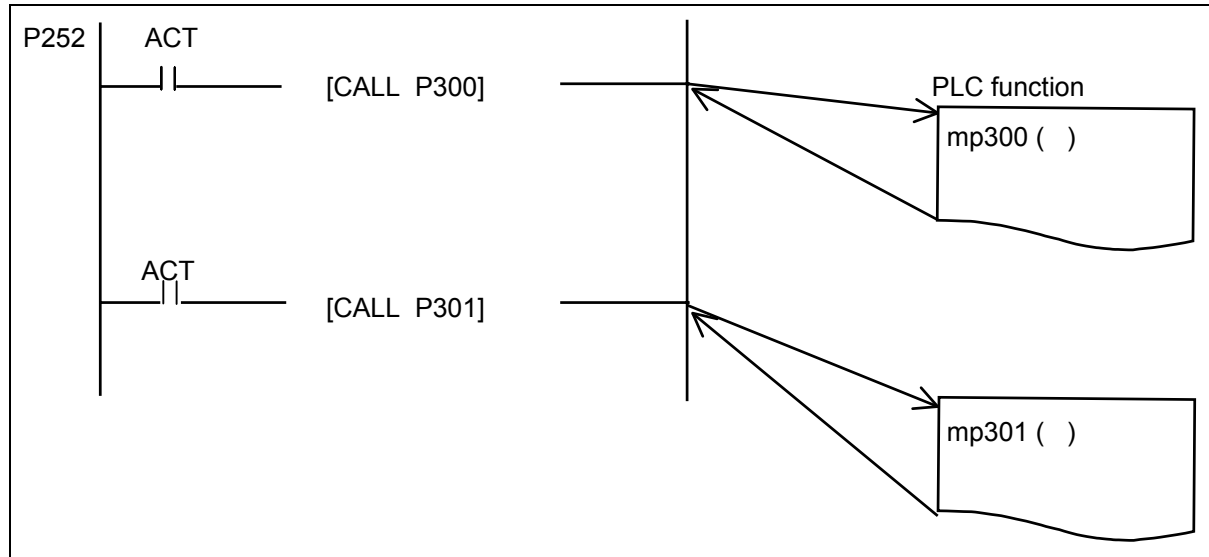 P252 ACT
[CALL P300]
PLC function
mp300 ( )
ACT
[CALL P301]
mp301 ( )